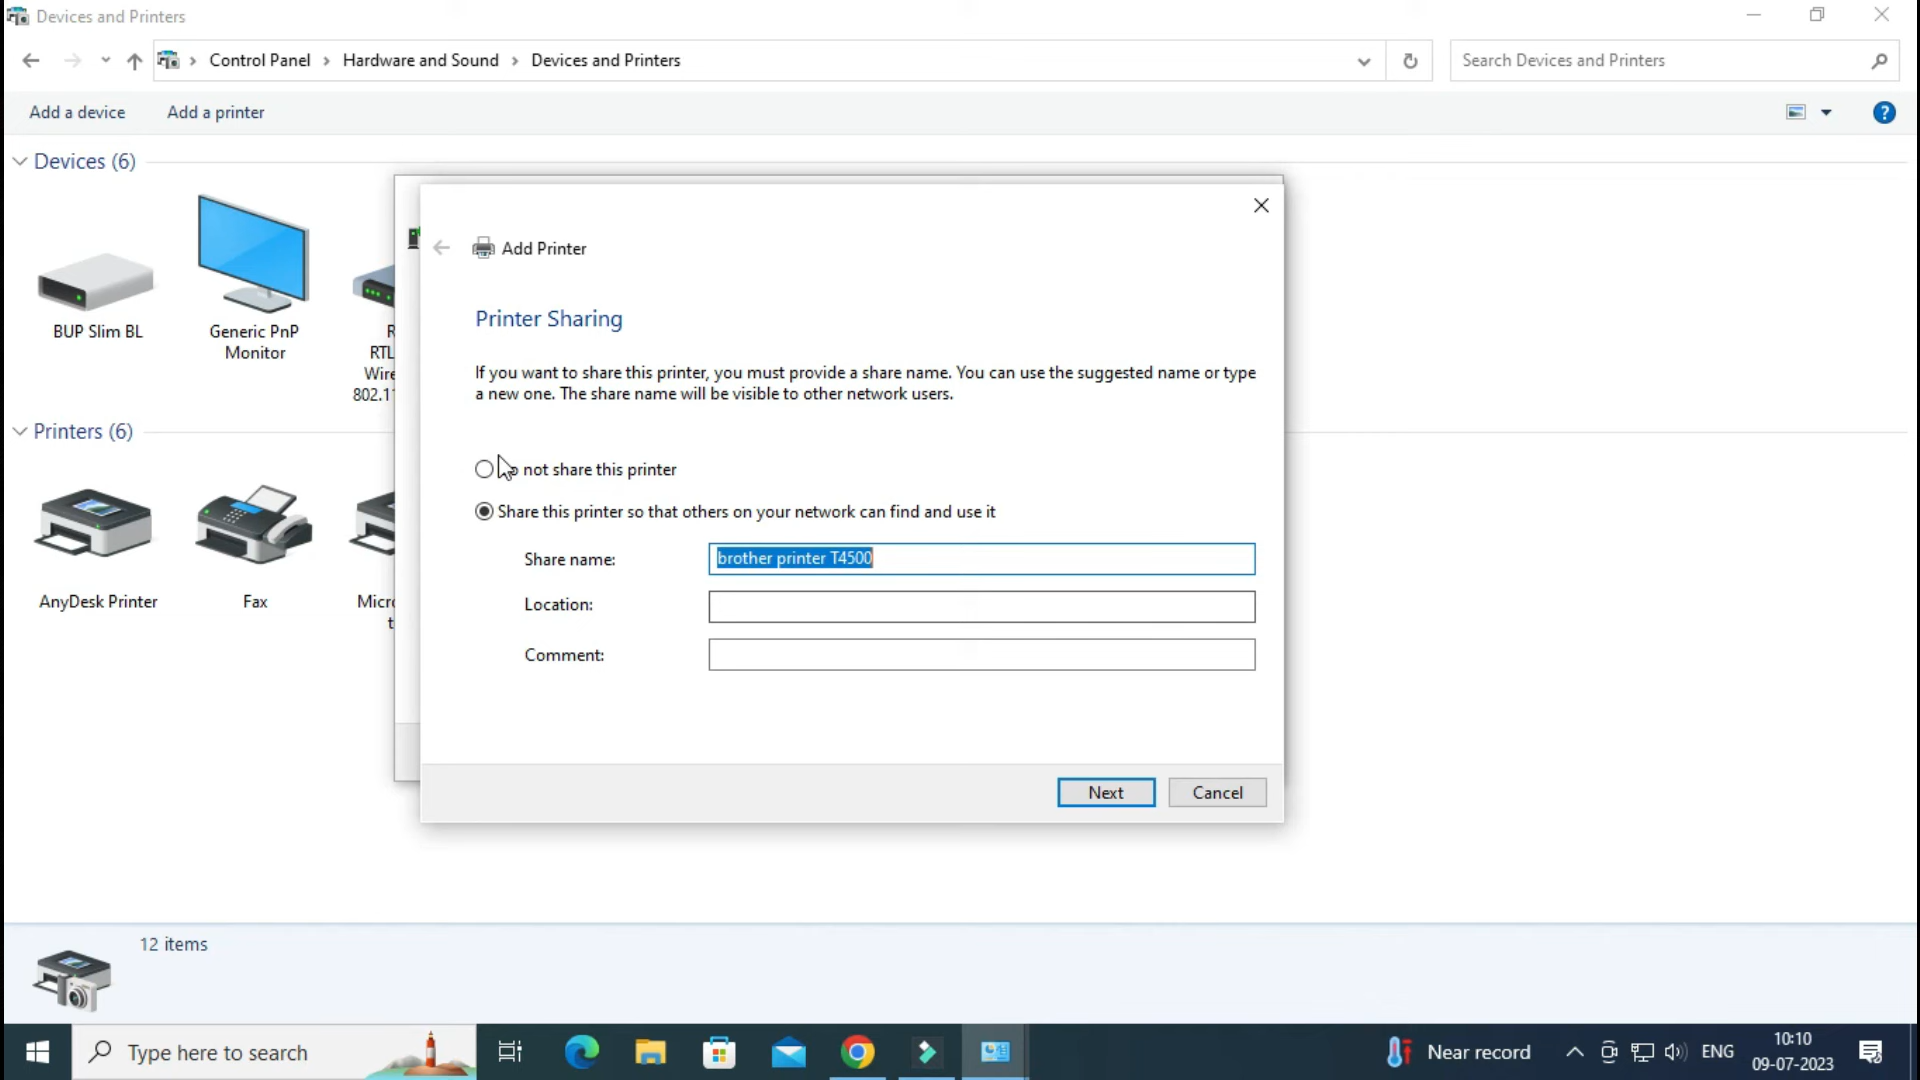 Devices and Printers
Control Panel > Hardware and Sound > Devices and Printers
Search Devices and Printers
Add a device
Add a printer
Devices (6)
BUP Slim BL
Generic PnP
Monitor
RTL
802.11
Printers (6)
AnyDesk Printer
Fax
Add Printer
Printer Sharing
If you want to share this printer, you must provide a share name. You can use the suggested name or type
a new one. The share name will be visible to other network users.
not share this printer
Share this printer so that others on your network can find and use it
Share name:
brother printer T4500
Location:
Comment:
Next
Cancel
12 items
Type here to search
Near record
ENG
10:10
09-07-2023